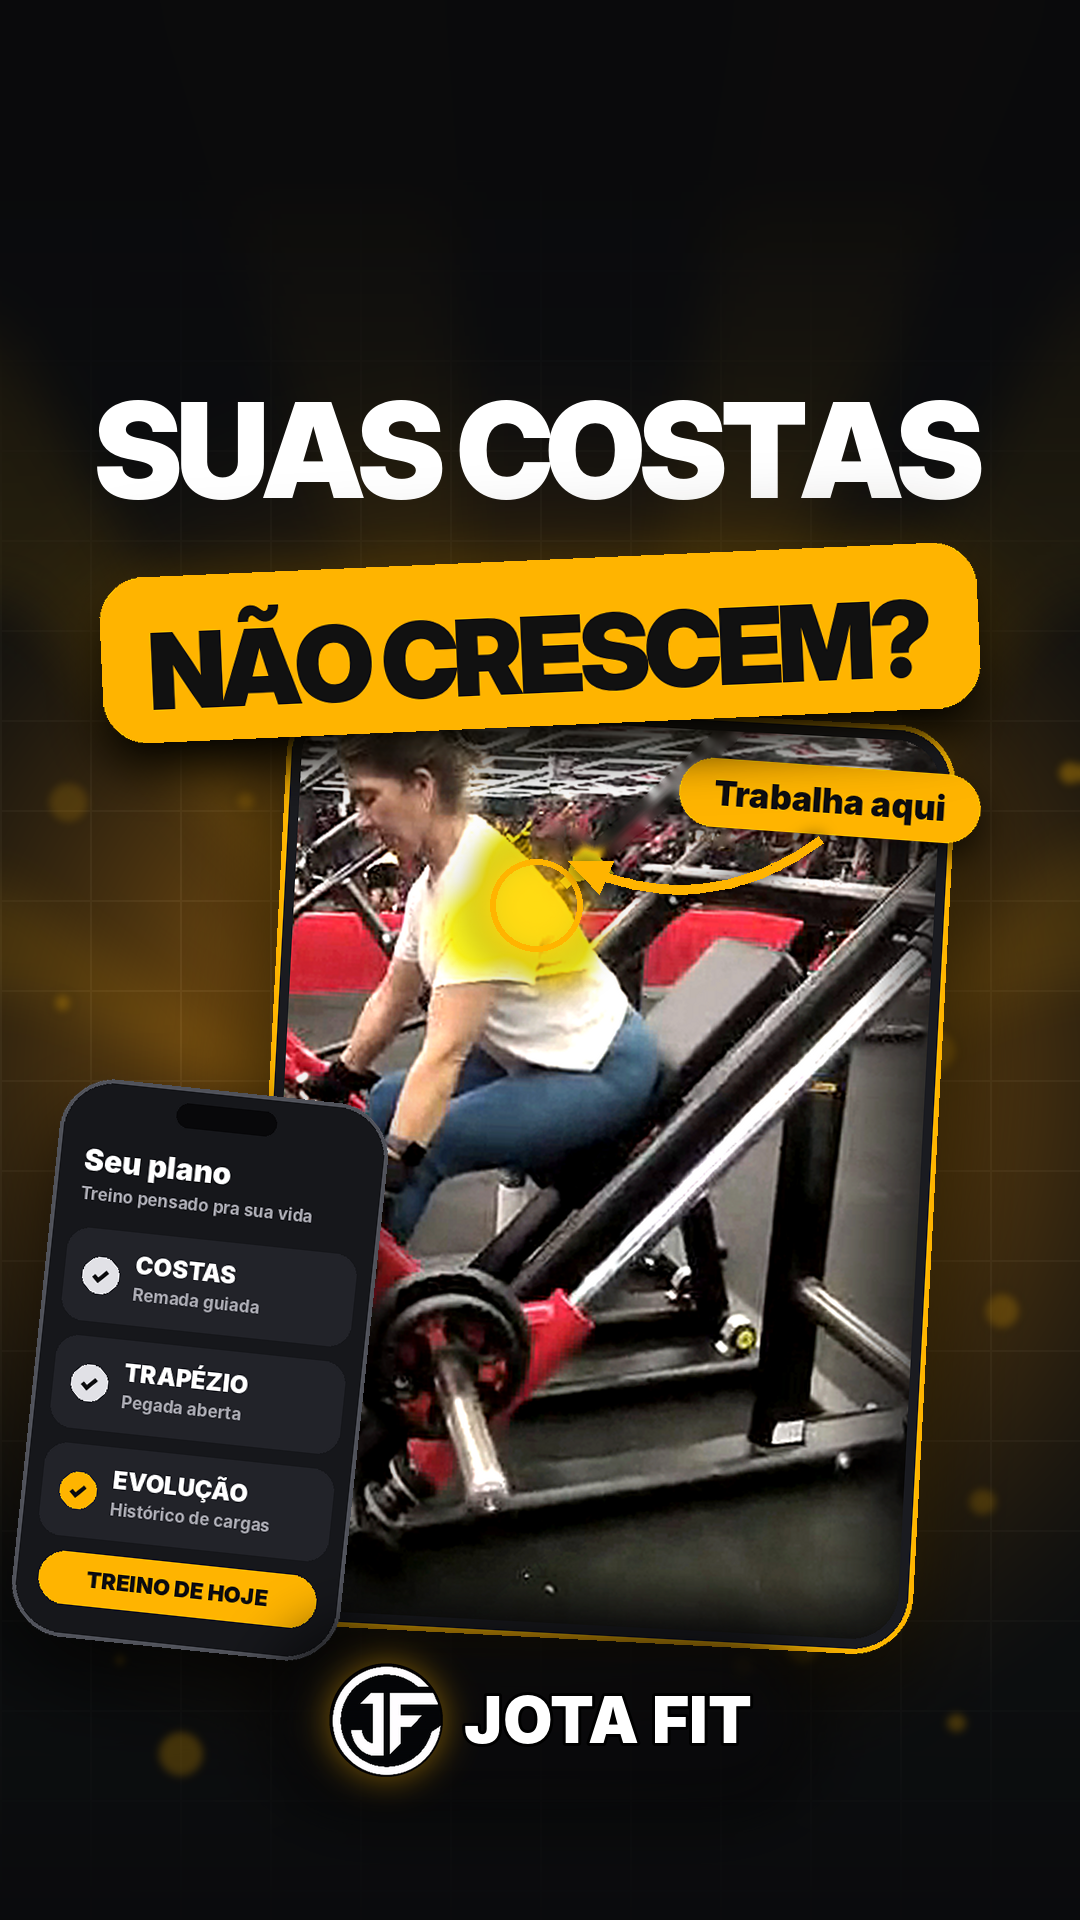 SUAS COSTAS
NÃO CRESCEM?
Trabalha aqui
Seu plano
Treino pensado pra sua vida
COSTAS
Remada guiada
TRAPÉZIO
Pegada aberta
EVOLUÇÃO
Histórico de cargas
TREINO DE HOJE
JF JOTA FIT